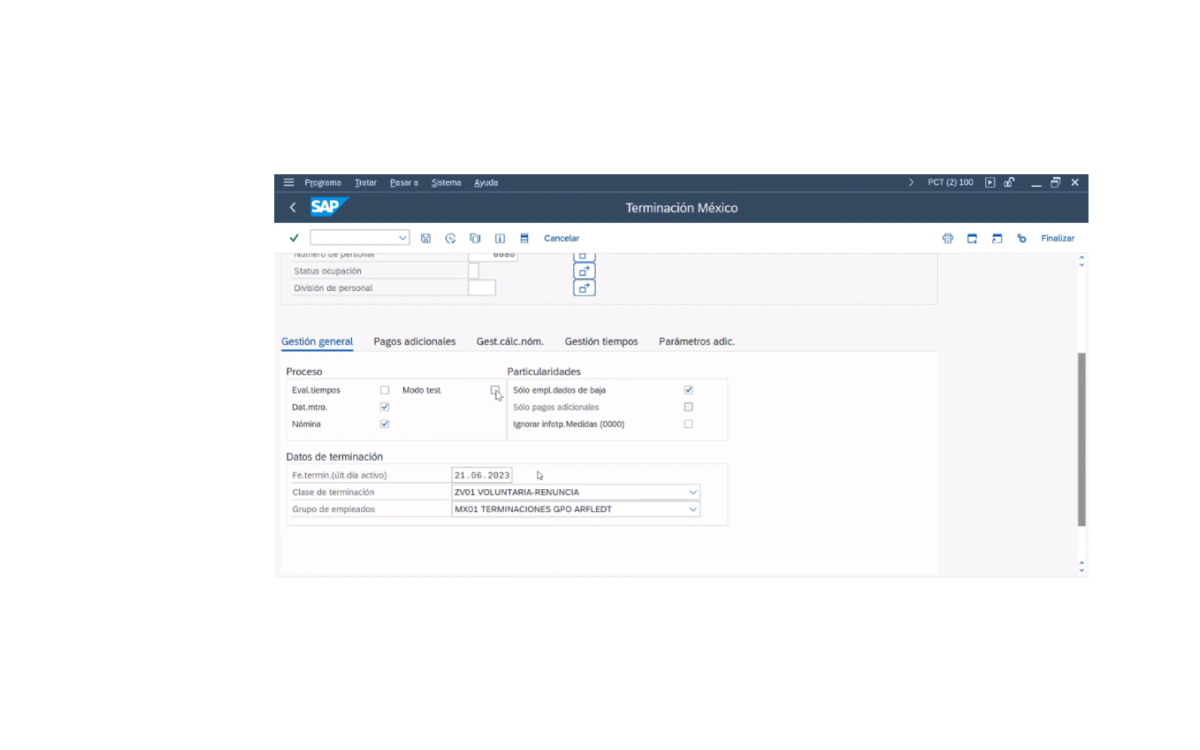 Programa Tratar Pasar a Sistema Ayuda PCT (2) 100
SAP Terminación México
Cancelar Finalizar
Número de personal
Status ocupación
División de personal
Gestión general Pagos adicionales Gest.cálc.nóm. Gestión tiempos Parámetros adic.
Proceso Particularidades
Eval.tiempos Modo test Sólo empl.dados de baja
Dat.mtro. Sólo pagos adicionales
Nómina Ignorar infotp.Medidas (0000)
Datos de terminación
Fe.termin.(últ.día activo) 21.06.2023
Clase de terminación ZV01 VOLUNTARIA-RENUNCIA
Grupo de empleados MX01 TERMINACIONES GPO ARFLEDT